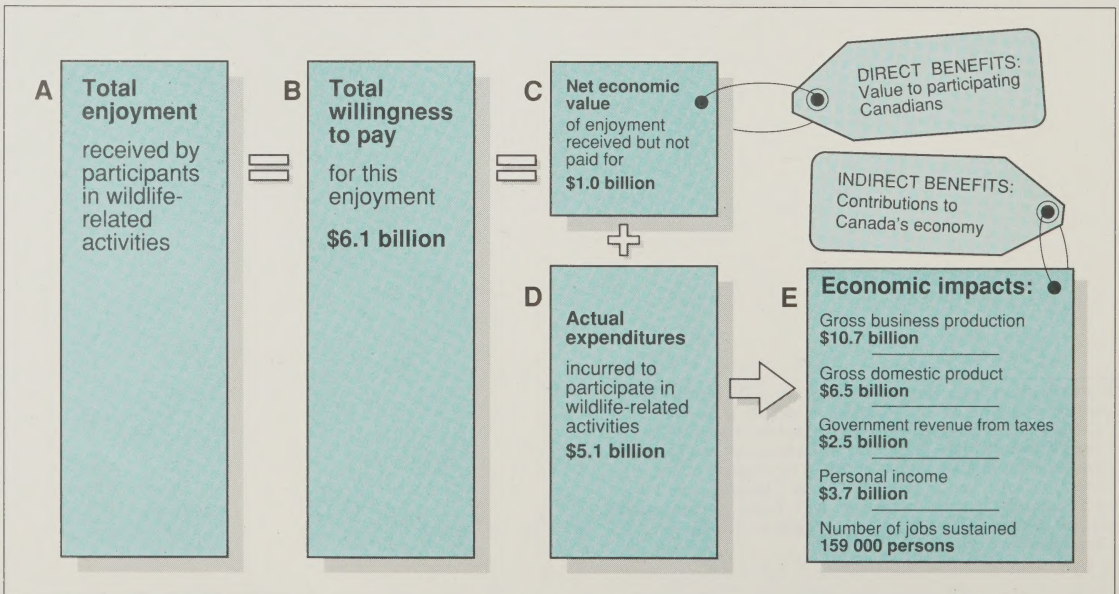 A
Total
enjoyment
received by
participants
in wildlife-
related
activities
B
Total
willingness
to pay
for this
enjoyment
$6.1 billion
C
Net economic
value
of enjoyment
received but not
paid for
$1.0 billion
DIRECT BENEFITS:
Value to participating
Canadians
INDIRECT BENEFITS:
Contributions to
Canada's economy
D
Actual
expenditures
incurred to
participate in
wildlife-related
activities
$5.1 billion
E
Economic impacts:
Gross business production
$10.7 billion
Gross domestic product
$6.5 billion
Government revenue from taxes
$2.5 billion
Personal income
$3.7 billion
Number of jobs sustained
159 000 persons